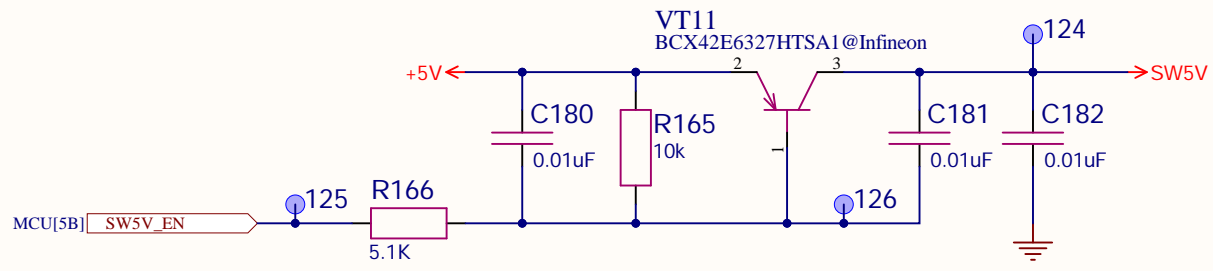 VT11
BCX42E6327HTSA1@Infineon
124
+5V
2
3
SW5V
C180
0.01uF
R165
10k
1
C181
0.01uF
C182
0.01uF
125
R166
126
MCU[5B]
SW5V_EN
5.1K